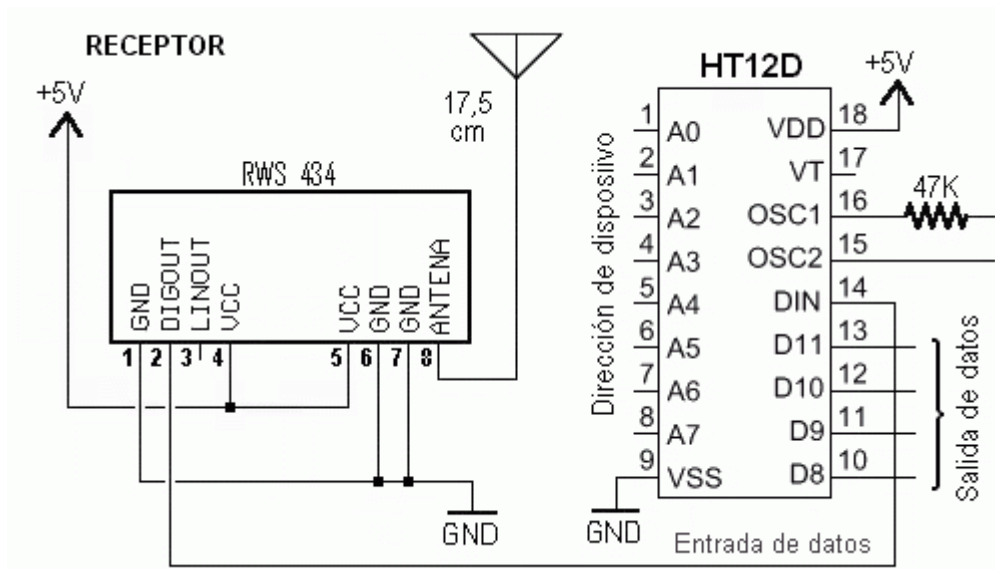 RECEPTOR
+5V
17,5
cm
RWS 434
GND
DIGOUT
LINOUT
VCC
VCC
GND
GND
ANTENA
1 2 3 4 5 6 7 8
GND
HT12D
+5V
Dirección de disposiivo
1 A0
2 A1
3 A2
4 A3
5 A4
6 A5
7 A6
8 A7
9 VSS
GND
VDD 18
VT 17
OSC1 16
47K
OSC2 15
DIN 14
D11 13
D10 12
D9 11
D8 10
Salida de datos
Entrada de datos